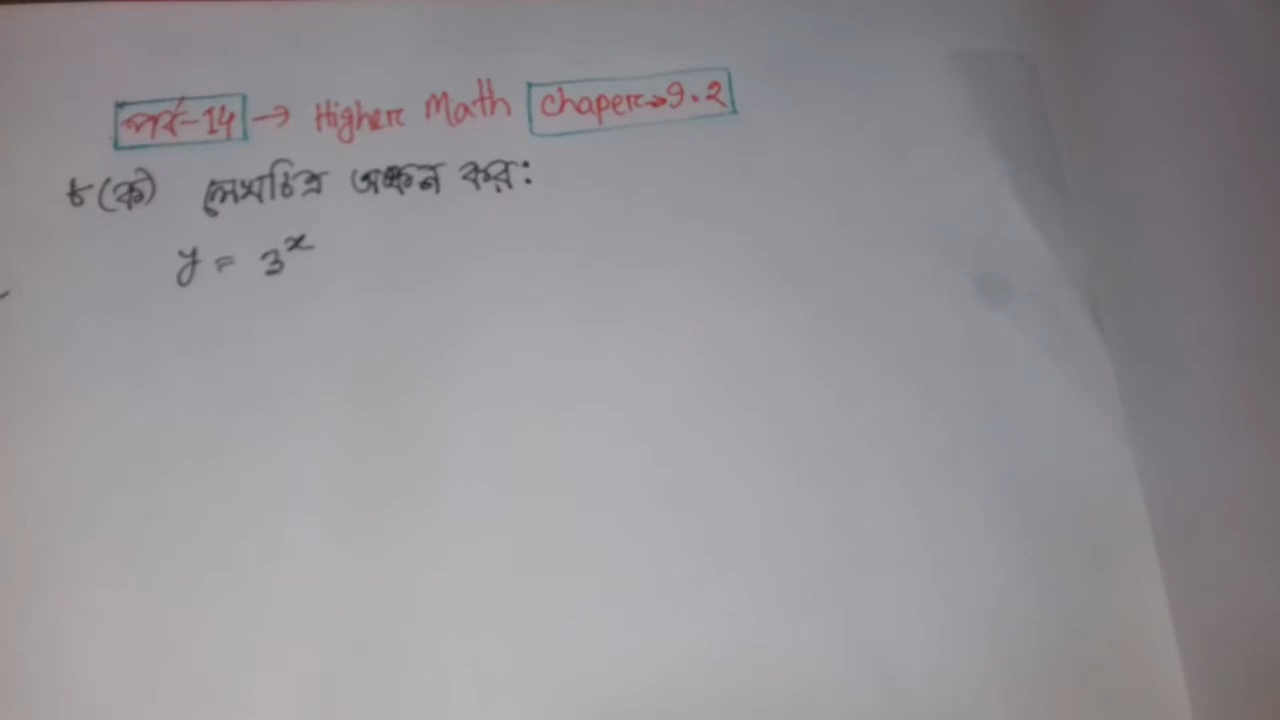 পর্ব-14 → Higher Math Chaper→9.2
৮(ক) লেখচিত্র অঙ্কন কর:
y = 3^x